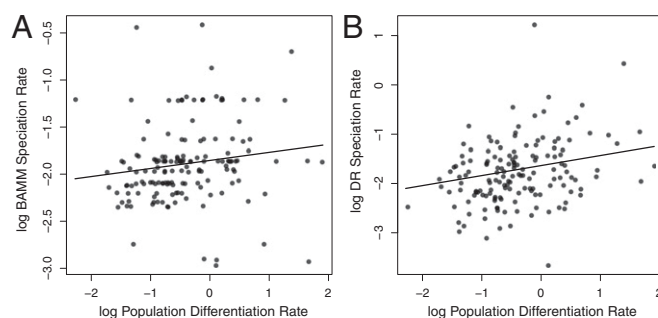 A
log BAMM Speciation Rate
-0.5
-1.0
-1.5
-2.0
-2.5
-3.0
-2 -1 0 1 2
log Population Differentiation Rate
B
log DR Speciation Rate
1
0
-1
-2
-3
-2 -1 0 1 2
log Population Differentiation Rate